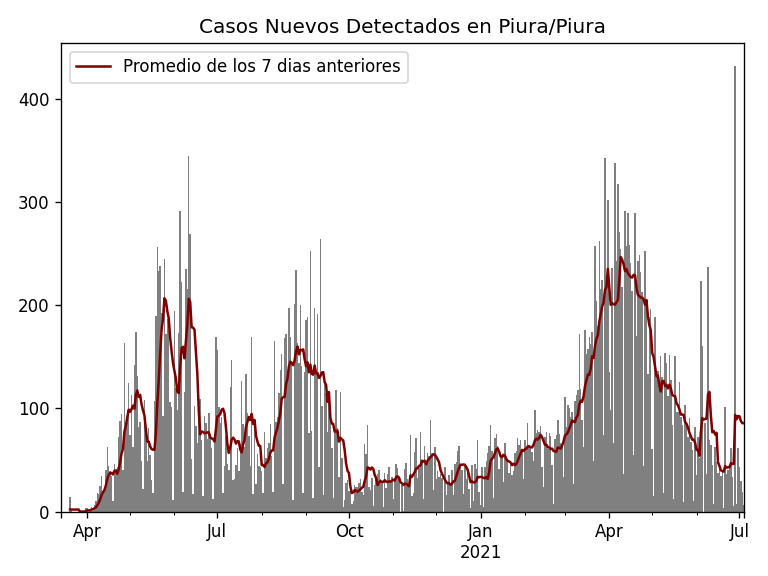 Casos Nuevos Detectados en Piura/Piura
Promedio de los 7 dias anteriores
400
300
200
100
0
Apr Jul Oct Jan Apr Jul
2021